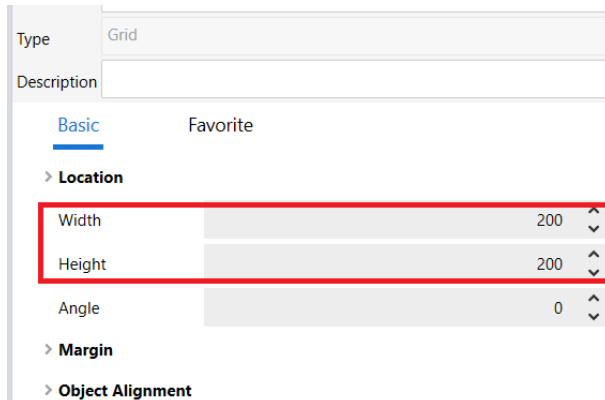 Type Grid
Description
Basic Favorite
Location
Width 200
Height 200
Angle 0
Margin
Object Alignment